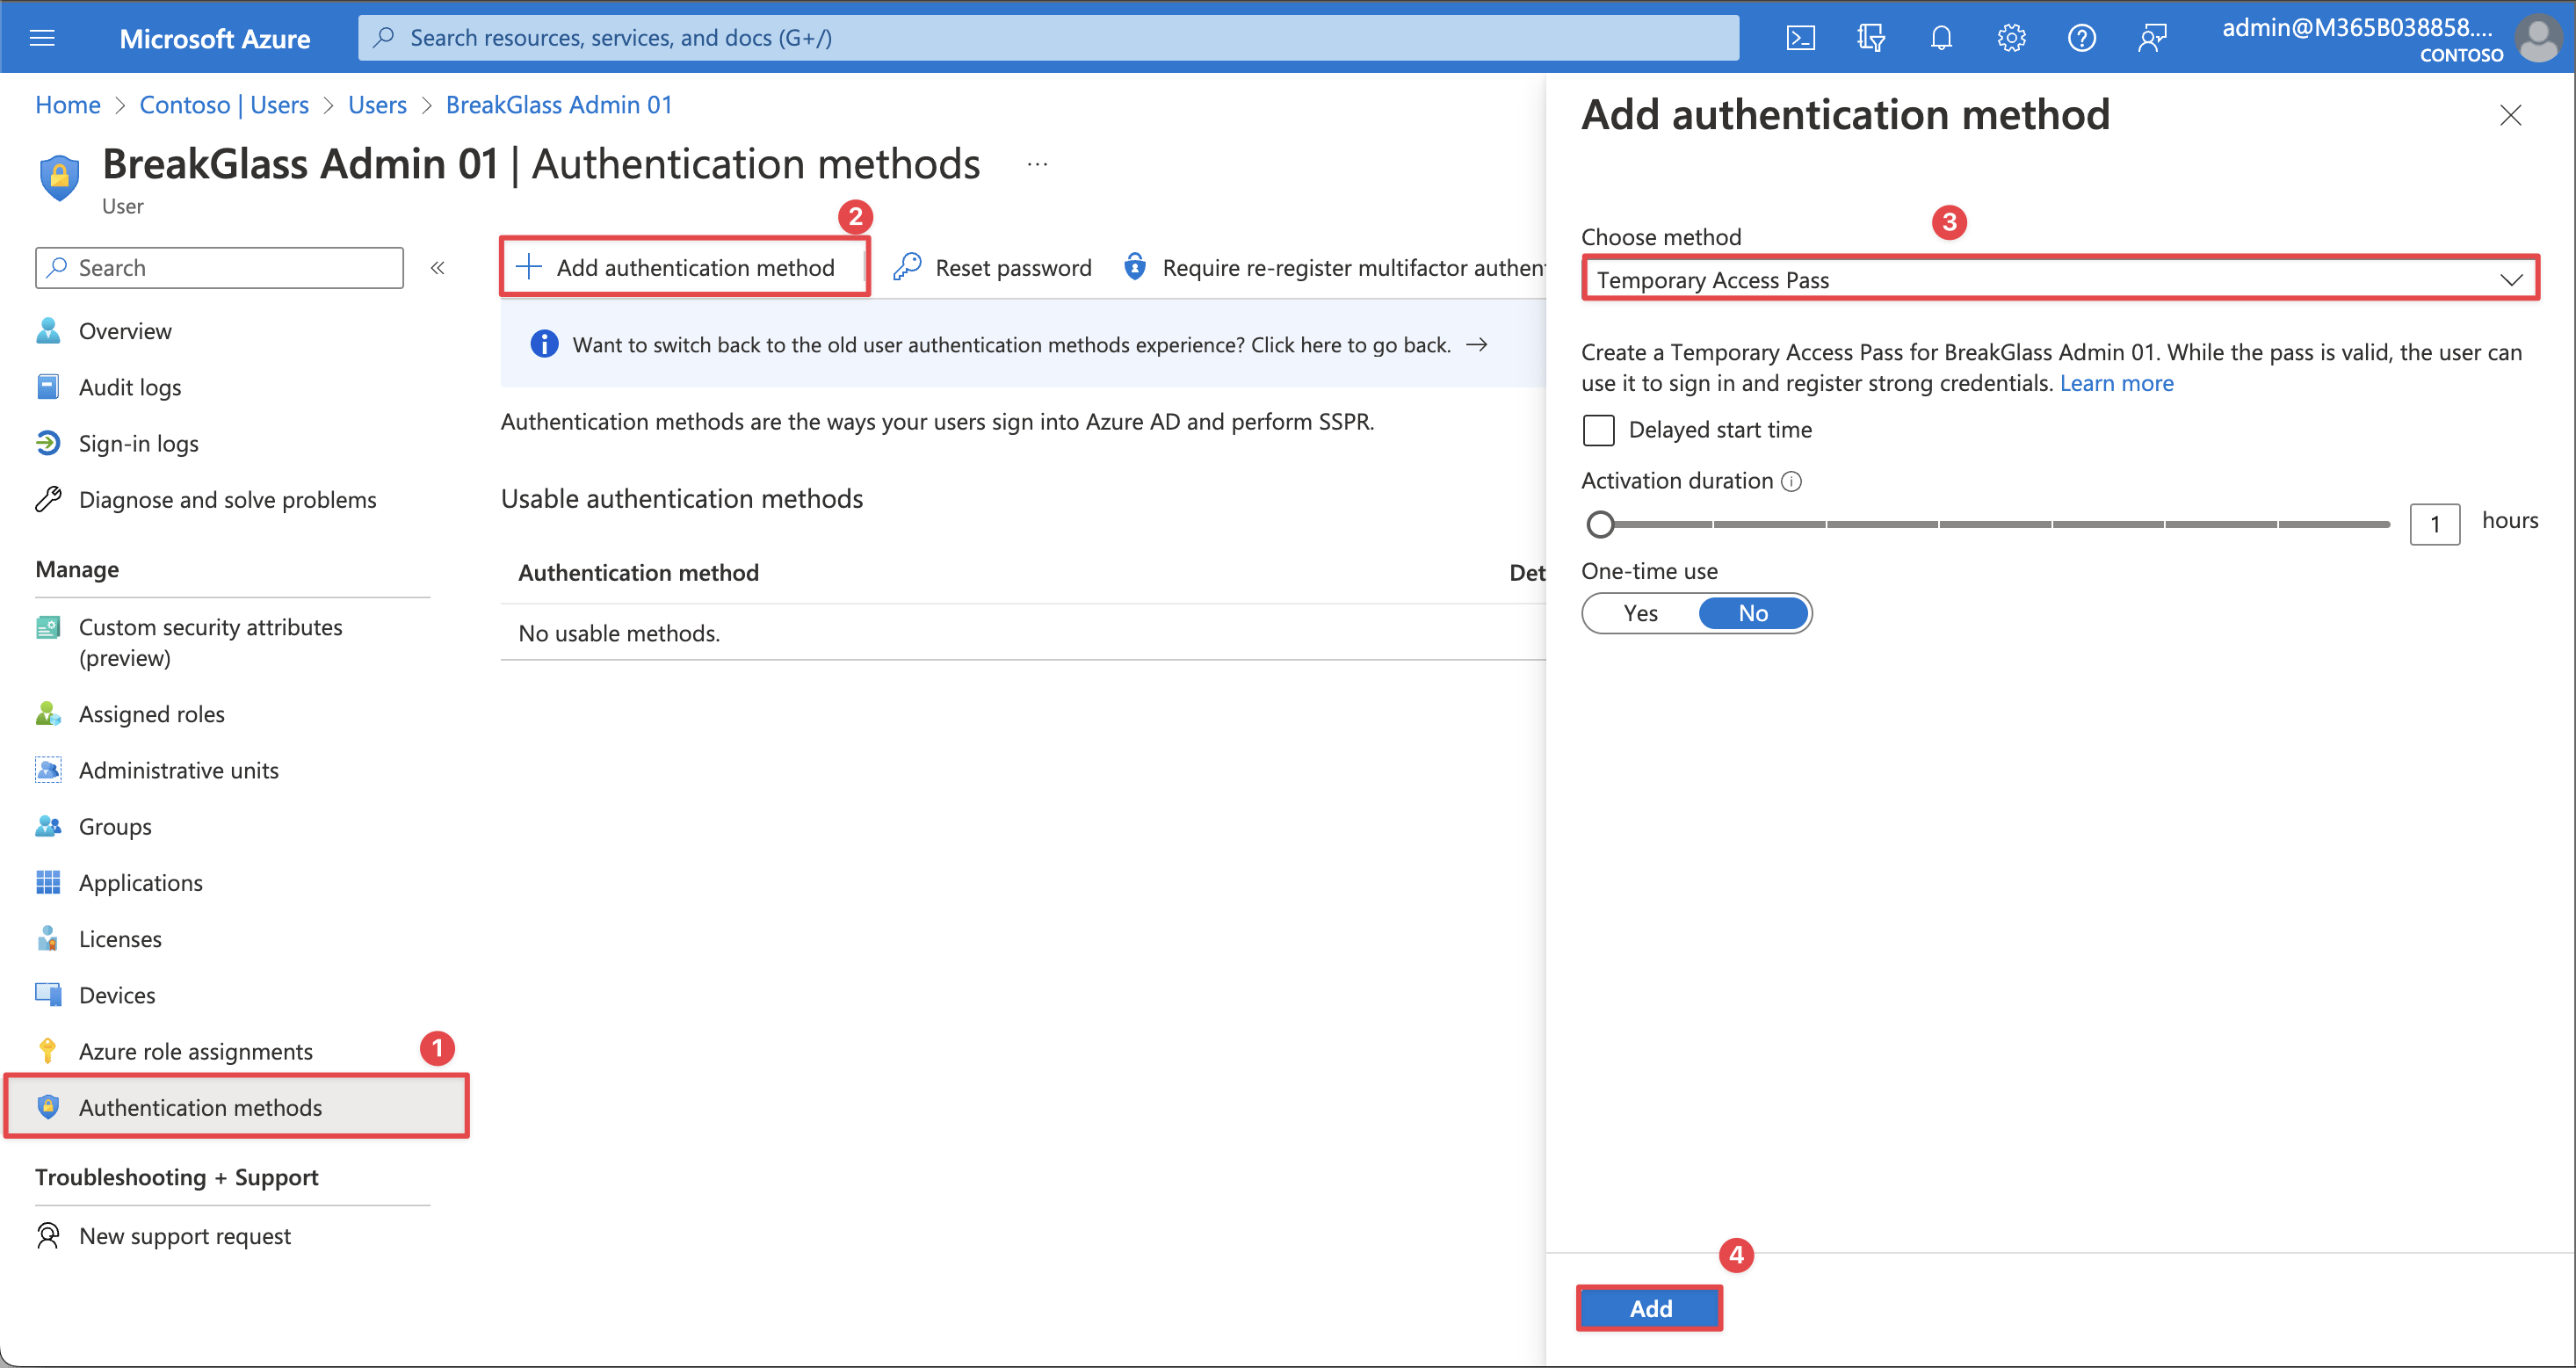 Microsoft Azure
Search resources, services, and docs (G+/)
admin@M365B038858....
CONTOSO
Home > Contoso | Users > Users > BreakGlass Admin 01
BreakGlass Admin 01 | Authentication methods ...
User
Search
«
Overview
Audit logs
Sign-in logs
Diagnose and solve problems
Manage
Custom security attributes
(preview)
Assigned roles
Administrative units
Groups
Applications
Licenses
Devices
Azure role assignments
1
Authentication methods
Troubleshooting + Support
New support request
2
Add authentication method
Reset password
Require re-register multifactor authent
Want to switch back to the old user authentication methods experience? Click here to go back. →
Authentication methods are the ways your users sign into Azure AD and perform SSPR.
Usable authentication methods
Authentication method
Det
No usable methods.
Add authentication method
3
Choose method
Temporary Access Pass
Create a Temporary Access Pass for BreakGlass Admin 01. While the pass is valid, the user can
use it to sign in and register strong credentials. Learn more
Delayed start time
Activation duration
1 hours
One-time use
Yes No
4
Add